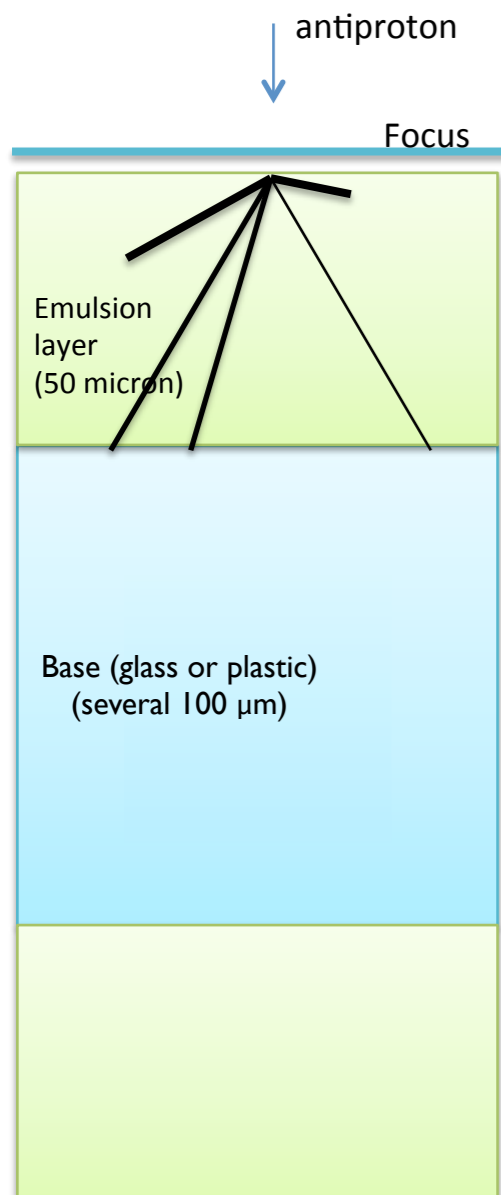 antiproton
Focus
Emulsion
layer
(50 micron)
Base (glass or plastic)
(several 100 µm)